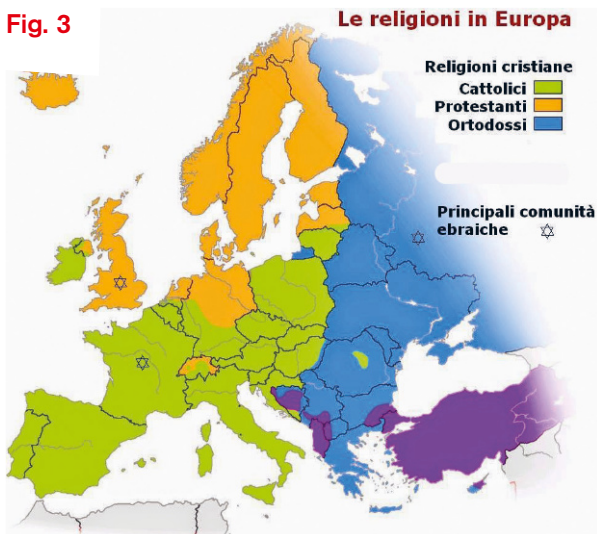 Fig. 3
Le religioni in Europa
Religioni cristiane
Cattolici
Protestanti
Ortodossi
Principali comunità
ebraiche